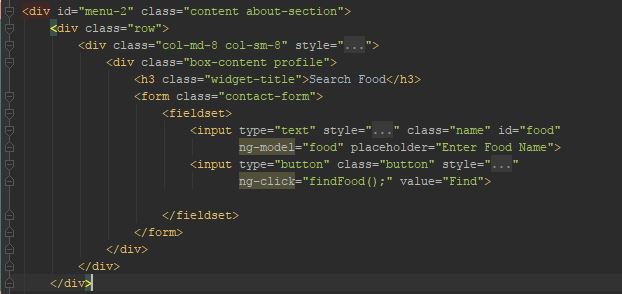 <div id="menu-2" class="content about-section">
<div class="row">
<div class="col-md-8 col-sm-8" style="...">
<div class="box-content profile">
<h3 class="widget-title">Search Food</h3>
<form class="contact-form">
<fieldset>
<input type="text" style="..." class="name" id="food"
ng-model="food" placeholder="Enter Food Name">
<input type="button" class="button" style="..."
ng-click="findFood();" value="Find">
</fieldset>
</form>
</div>
</div>
</div>